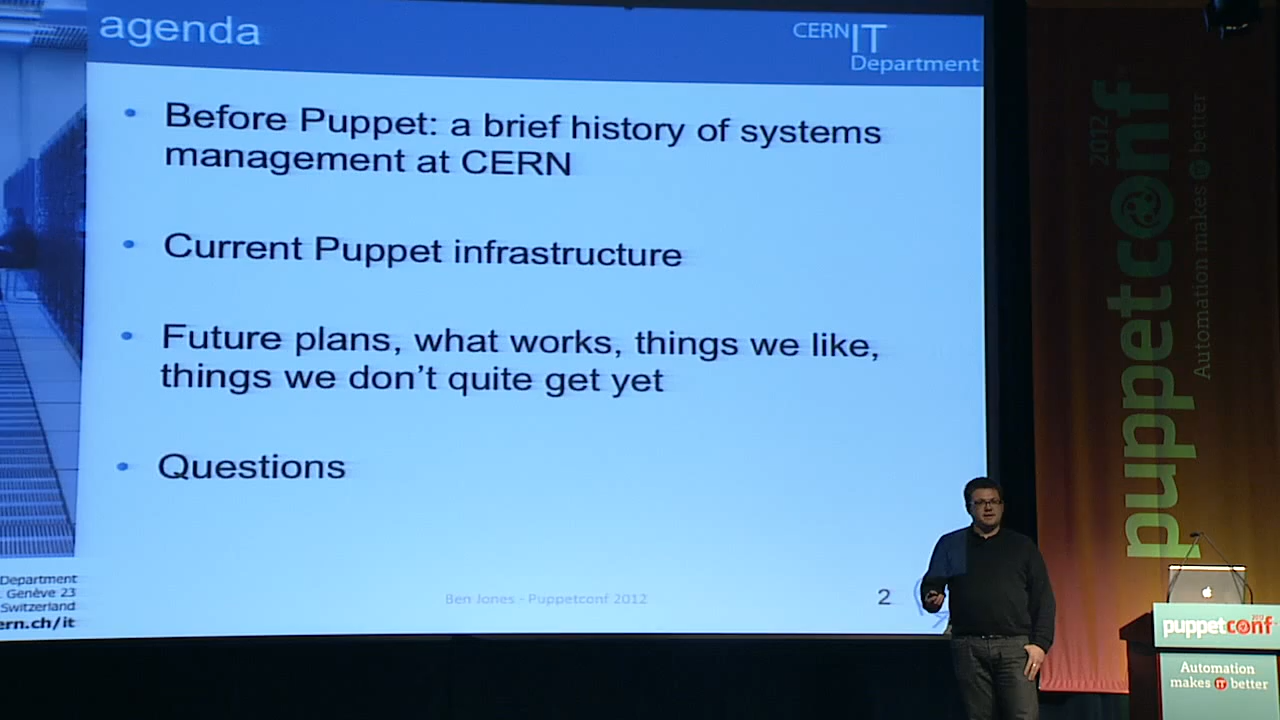 agenda
CERN IT
Department
• Before Puppet: a brief history of systems
management at CERN
• Current Puppet infrastructure
• Future plans, what works, things we like,
things we don't quite get yet
• Questions
Department
Genève 23
Switzerland
ern.ch/it
Ben Jones - Puppetconf 2012
2
puppetconf
2012
Automation makes IT better
puppetconf
2012
Automation
makes IT better